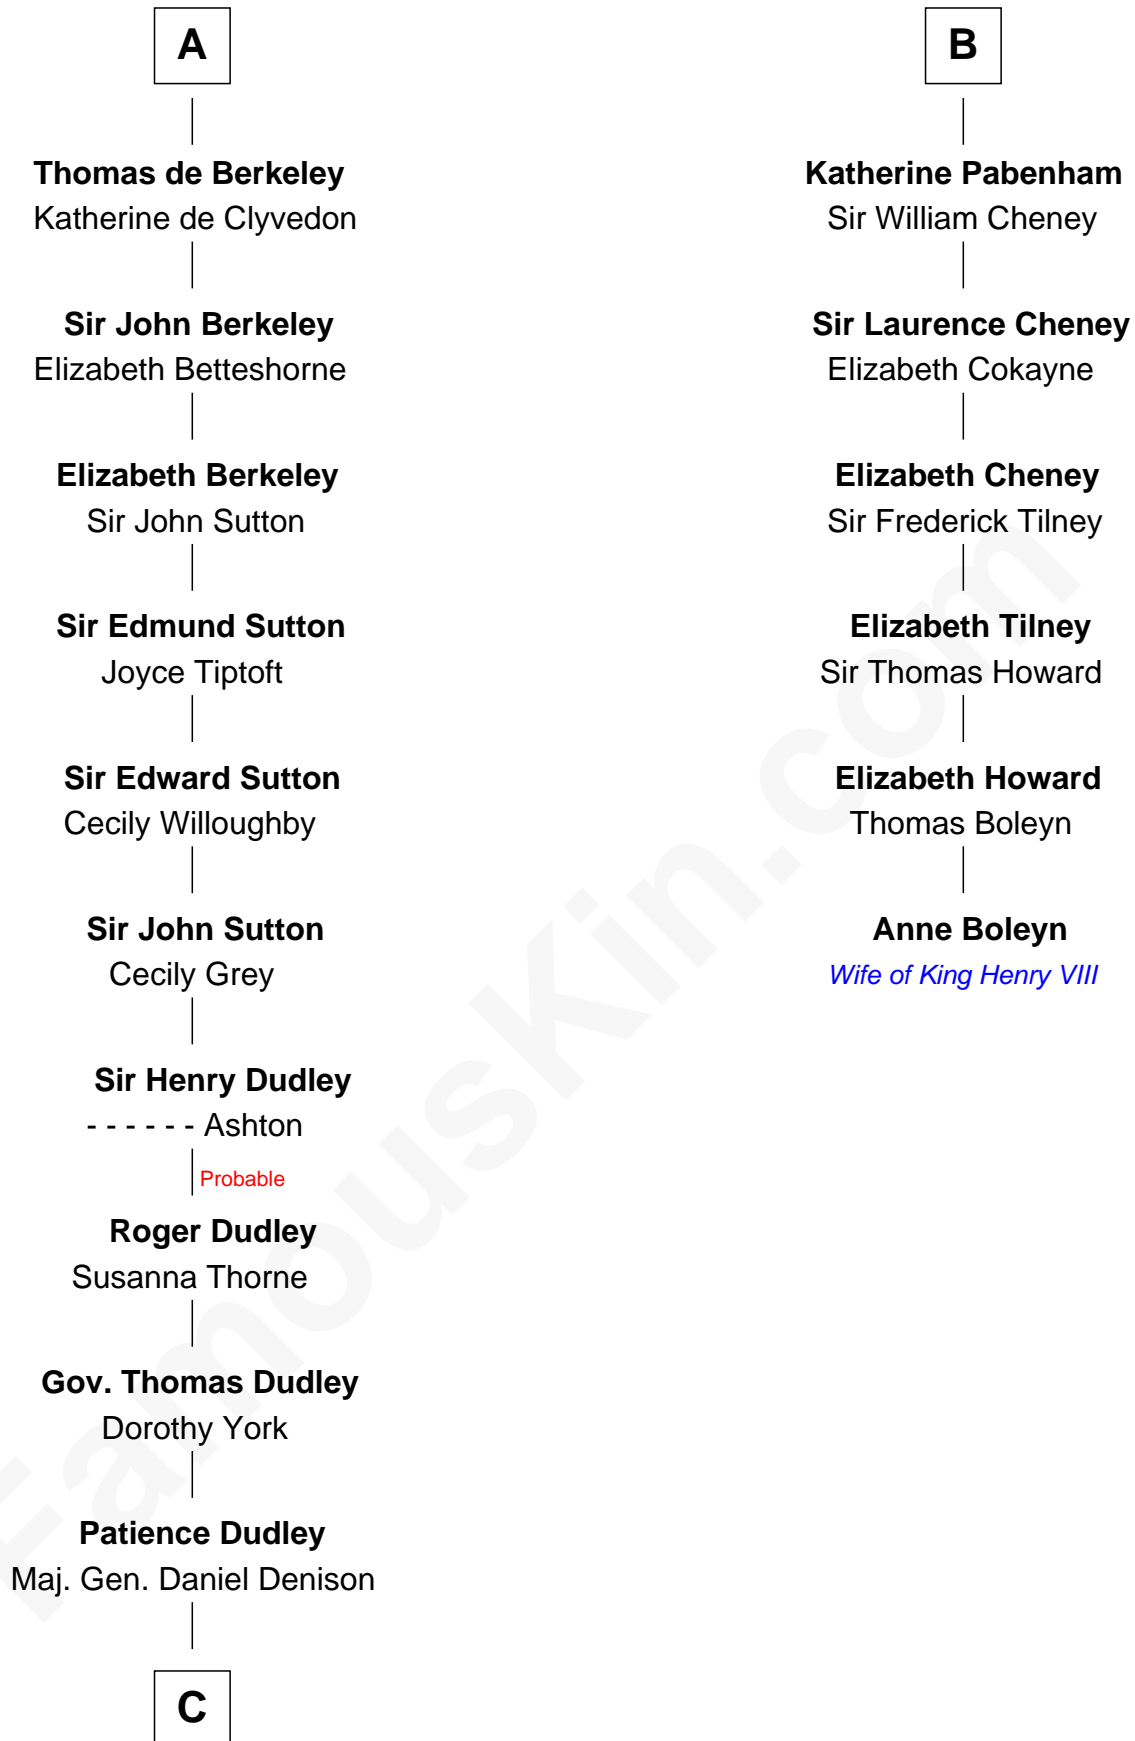 A
Thomas de Berkeley
Katherine de Clyvedon
Sir John Berkeley
Elizabeth Betteshorne
Elizabeth Berkeley
Sir John Sutton
Sir Edmund Sutton
Joyce Tiptoft
Sir Edward Sutton
Cecily Willoughby
Sir John Sutton
Cecily Grey
Sir Henry Dudley
- - - - - - Ashton
Probable
Roger Dudley
Susanna Thorne
Gov. Thomas Dudley
Dorothy York
Patience Dudley
Maj. Gen. Daniel Denison
C
B
Katherine Pabenham
Sir William Cheney
Sir Laurence Cheney
Elizabeth Cokayne
Elizabeth Cheney
Sir Frederick Tilney
Elizabeth Tilney
Sir Thomas Howard
Elizabeth Howard
Thomas Boleyn
Anne Boleyn
Wife of King Henry VIII
FamousKin.com